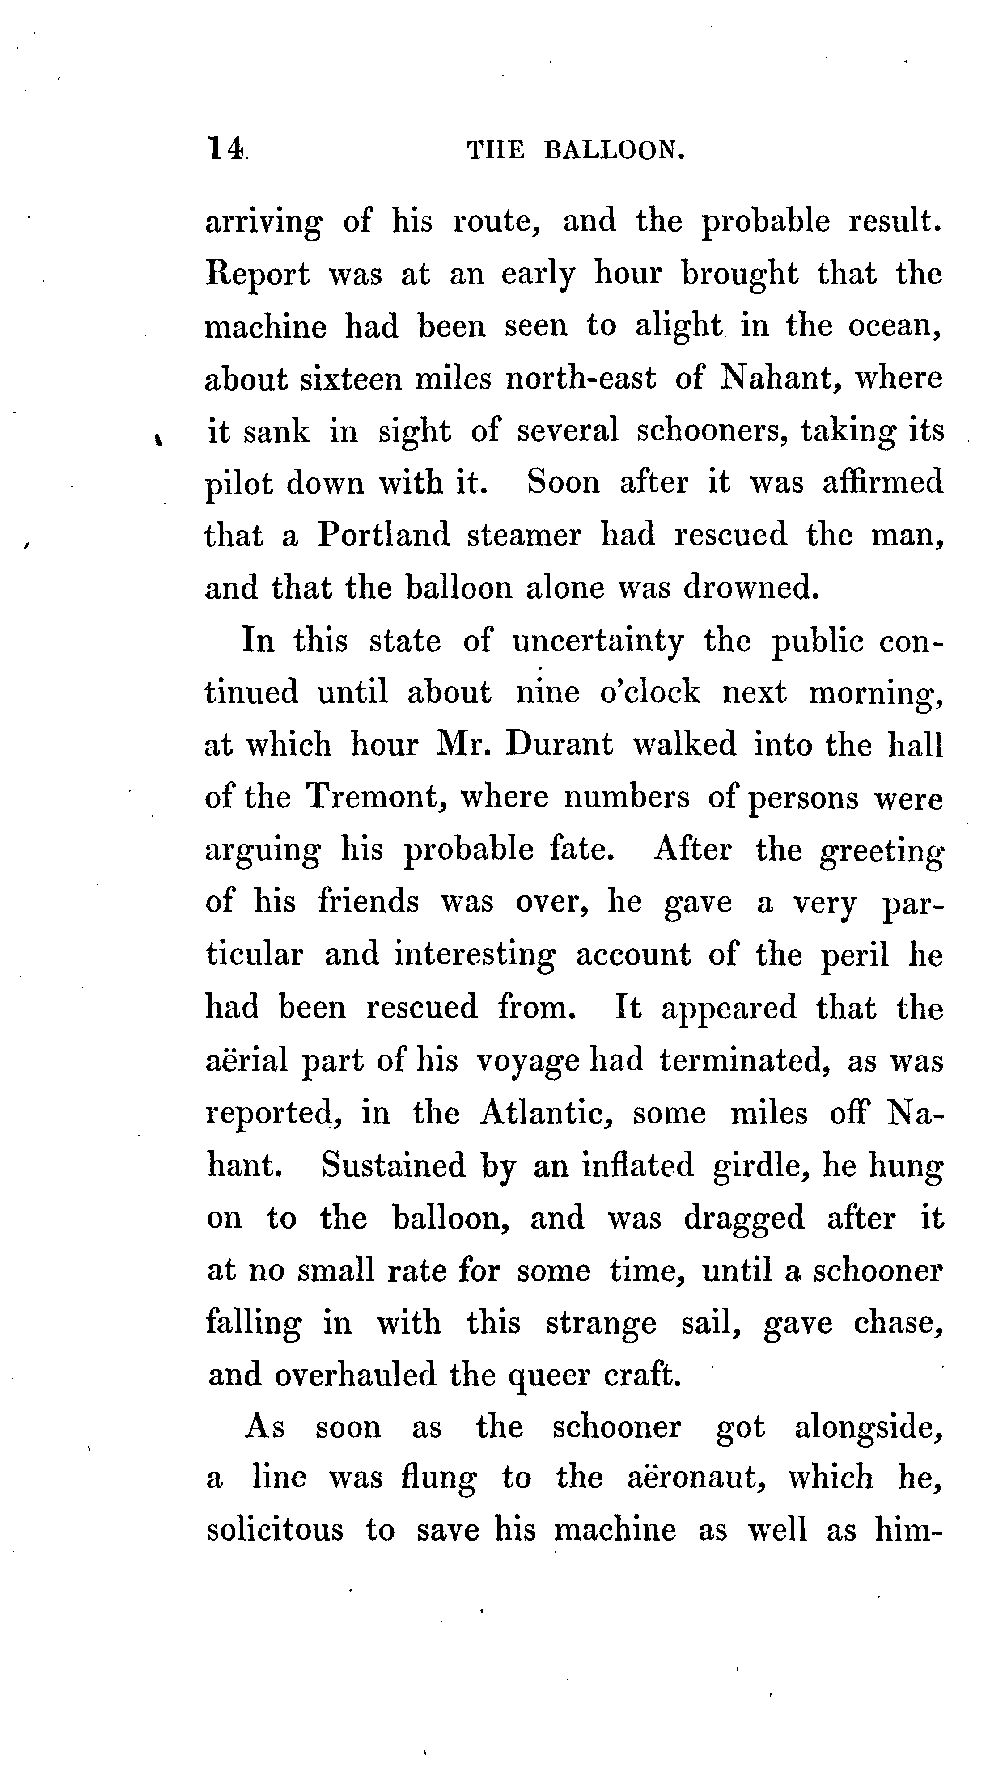 14 THE BALLOON.
arriving of his route, and the probable result.
Report was at an early hour brought that the
machine had been seen to alight in the ocean,
about sixteen miles north-east of Nahant, where
it sank in sight of several schooners, taking its
pilot down with it. Soon after it was affirmed
that a Portland steamer had rescued the man,
and that the balloon alone was drowned.
In this state of uncertainty the public con-
tinued until about nine o'clock next morning,
at which hour Mr. Durant walked into the hall
of the Tremont, where numbers of persons were
arguing his probable fate. After the greeting
of his friends was over, he gave a very par-
ticular and interesting account of the peril he
had been rescued from. It appeared that the
aërial part of his voyage had terminated, as was
reported, in the Atlantic, some miles off Na-
hant. Sustained by an inflated girdle, he hung
on to the balloon, and was dragged after it
at no small rate for some time, until a schooner
falling in with this strange sail, gave chase,
and overhauled the queer craft.
As soon as the schooner got alongside,
a line was flung to the aëronaut, which he,
solicitous to save his machine as well as him-